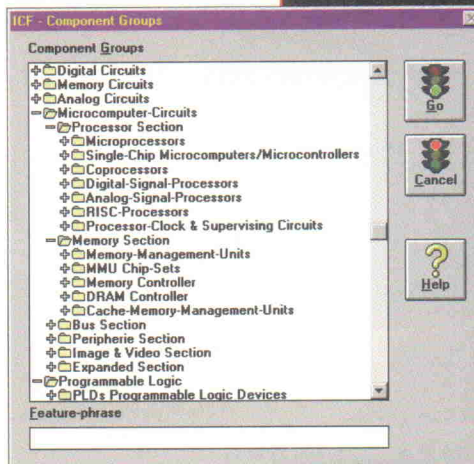 ICF - Component Groups
Component Groups
Digital Circuits
Memory Circuits
Analog Circuits
Microcomputer-Circuits
Processor Section
Microprocessors
Single-Chip Microcomputers/Microcontrollers
Coprocessors
Digital-Signal-Processors
Analog-Signal-Processors
RISC-Processors
Processor-Clock & Supervising Circuits
Memory Section
Memory-Management-Units
MMU Chip-Sets
Memory Controller
DRAM Controller
Cache-Memory-Management-Units
Bus Section
Peripherie Section
Image & Video Section
Expanded Section
Programmable Logic
PLDs Programmable Logic Devices
Feature-phrase
Go
Cancel
Help